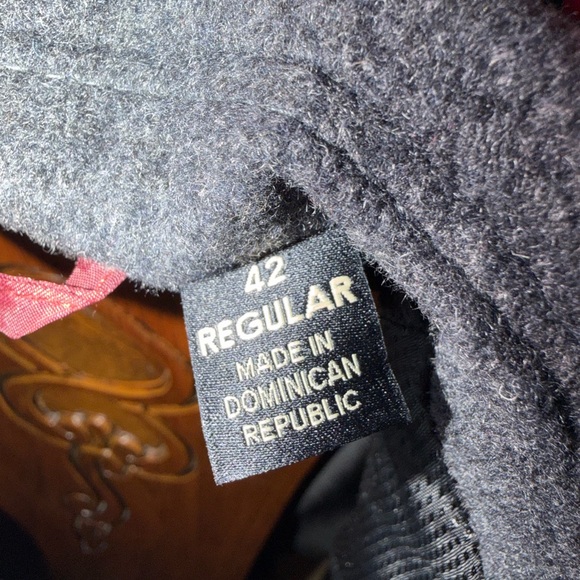 42
REGULAR
MADE IN
DOMINICAN
REPUBLIC